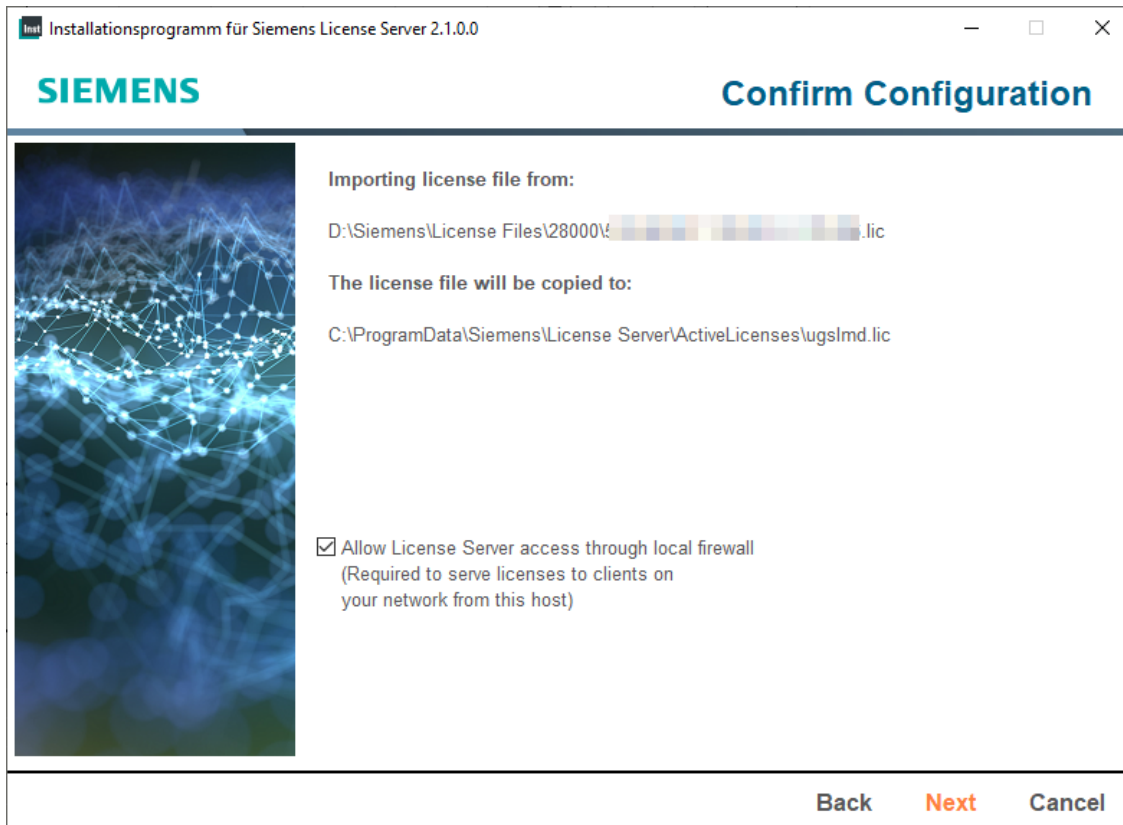 Inst Installationsprogramm für Siemens License Server 2.1.0.0
SIEMENS
Confirm Configuration
Importing license file from:
D:\Siemens\License Files\28000\ .lic
The license file will be copied to:
C:\ProgramData\Siemens\License Server\ActiveLicenses\ugslmd.lic
Allow License Server access through local firewall
(Required to serve licenses to clients on
your network from this host)
Back Next Cancel